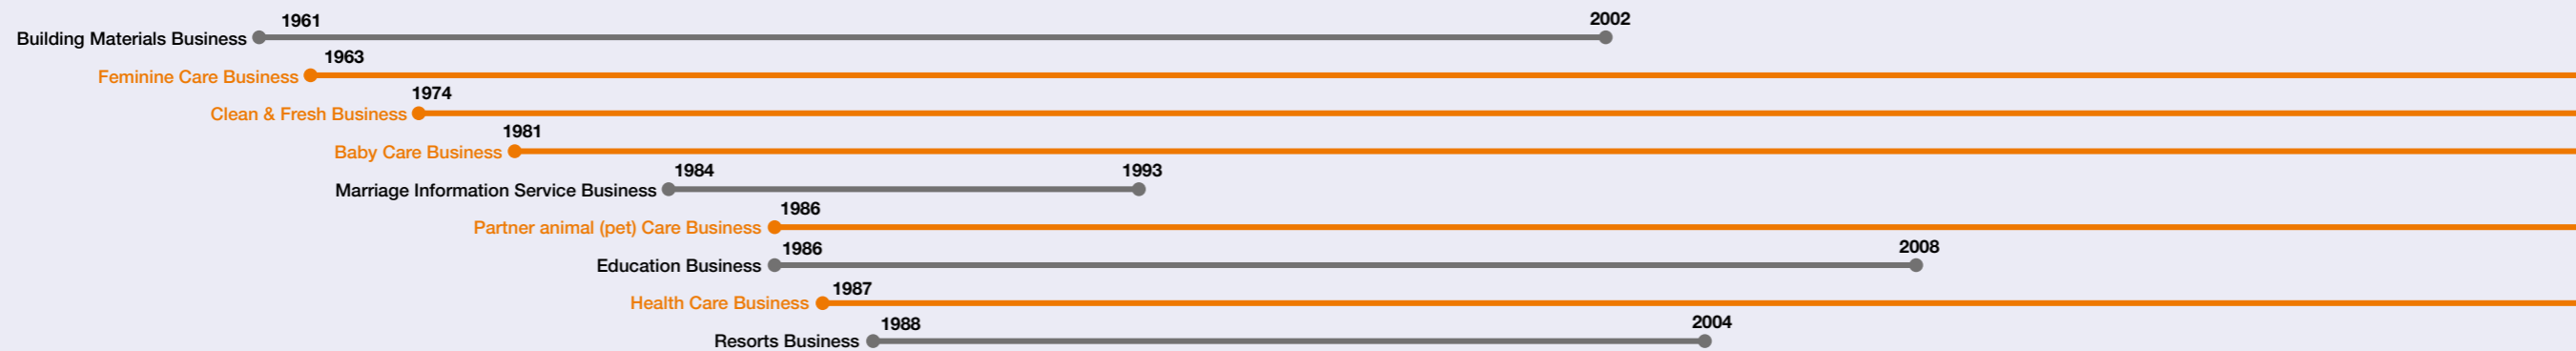 1961 2002
Building Materials Business
1963
Feminine Care Business
1974
Clean & Fresh Business
1981
Baby Care Business
1984 1993
Marriage Information Service Business
1986
Partner animal (pet) Care Business
1986 2008
Education Business
1987
Health Care Business
1988 2004
Resorts Business